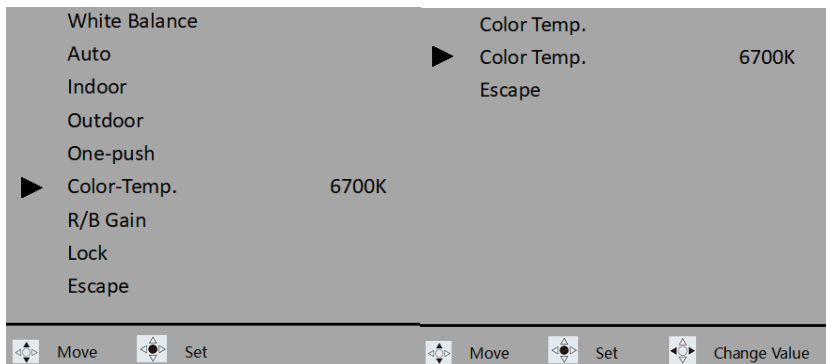 White Balance
Auto
Indoor
Outdoor
One-push
Color-Temp. 6700K
R/B Gain
Lock
Escape
Move Set
Color Temp.
Color Temp. 6700K
Escape
Move Set Change Value